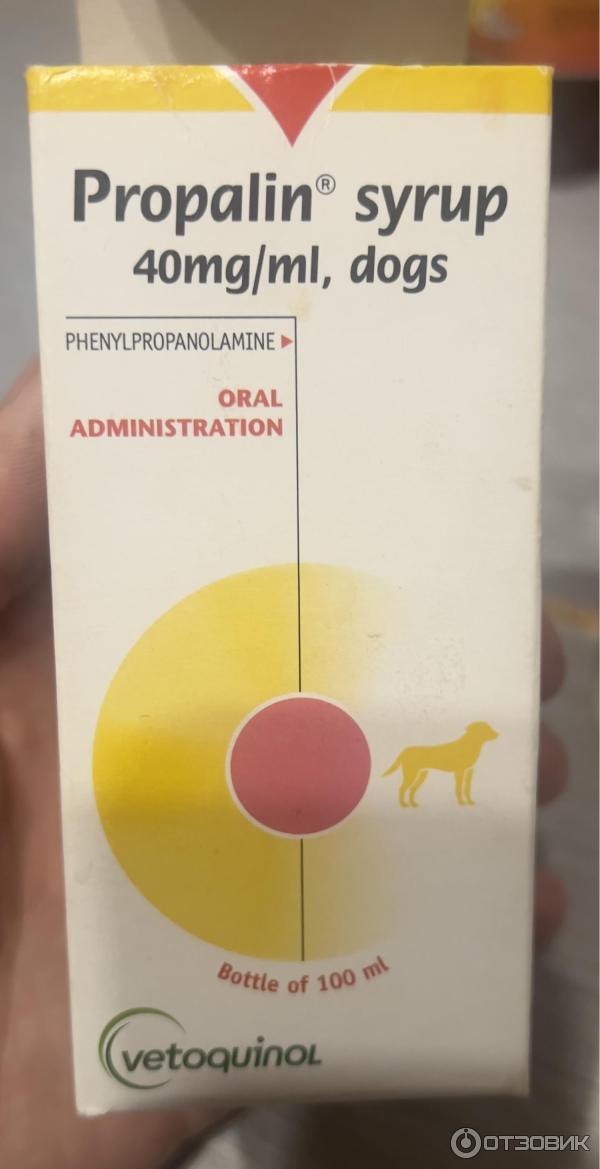 Propalin® syrup
40mg/ml, dogs
PHENYLPROPANOLAMINE
ORAL
ADMINISTRATION
Bottle of 100 ml
vetoquinol
ОТЗОВИК